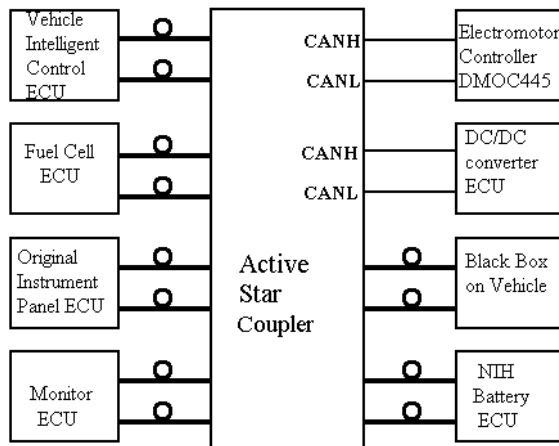 Vehicle
Intelligent
Control
ECU
Fuel Cell
ECU
Original
Instrument
Panel ECU
Monitor
ECU
Active
Star
Coupler
CANH
CANL
CANH
CANL
Electromotor
Controller
DMOC445
DC/DC
converter
ECU
Black Box
on Vehicle
NIH
Battery
ECU